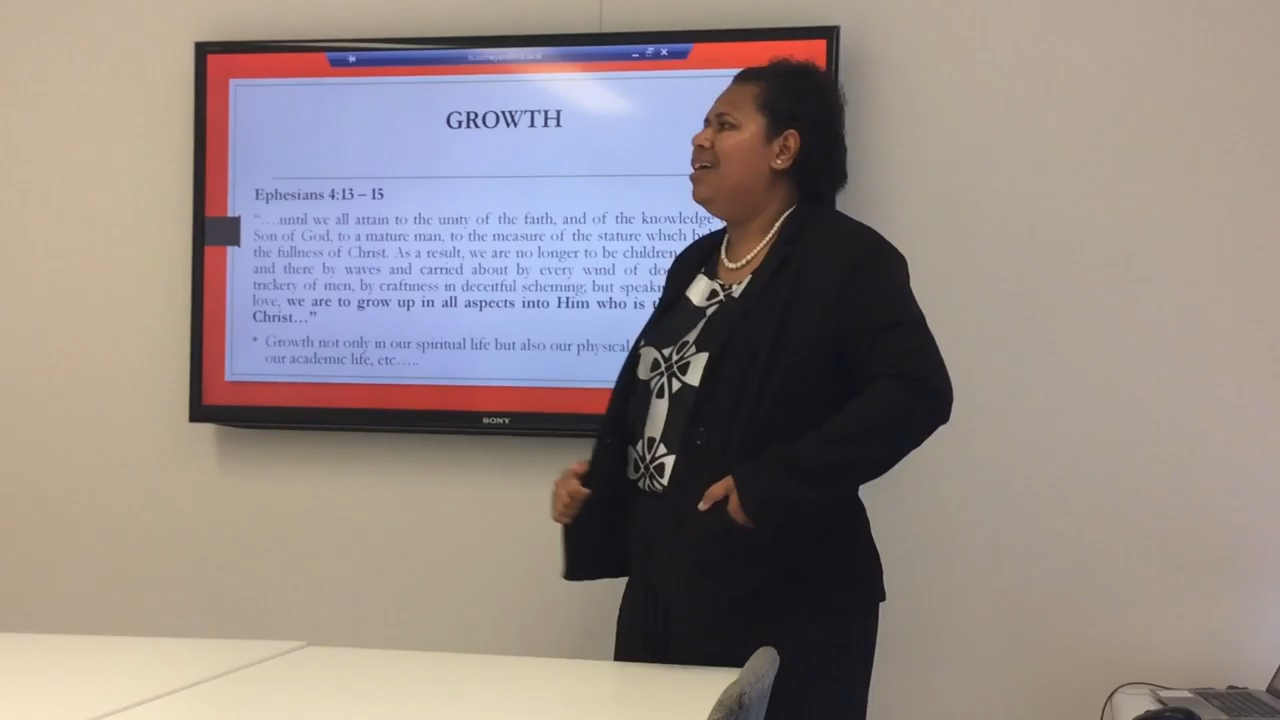 GROWTH
Ephesians 4:13 – 15
“….until we all attain to the unity of the faith, and of the knowledge
Son of God, to a mature man, to the measure of the stature which
the fullness of Christ. As a result, we are no longer to be children
and there by waves and carried about by every wind of
trickery of men, by craftiness in deceitful scheming; but
love, we are to grow up in all aspects into Him who is
Christ…”
* Growth not only in our spiritual life but also our physical
our academic life, etc…..
SONY